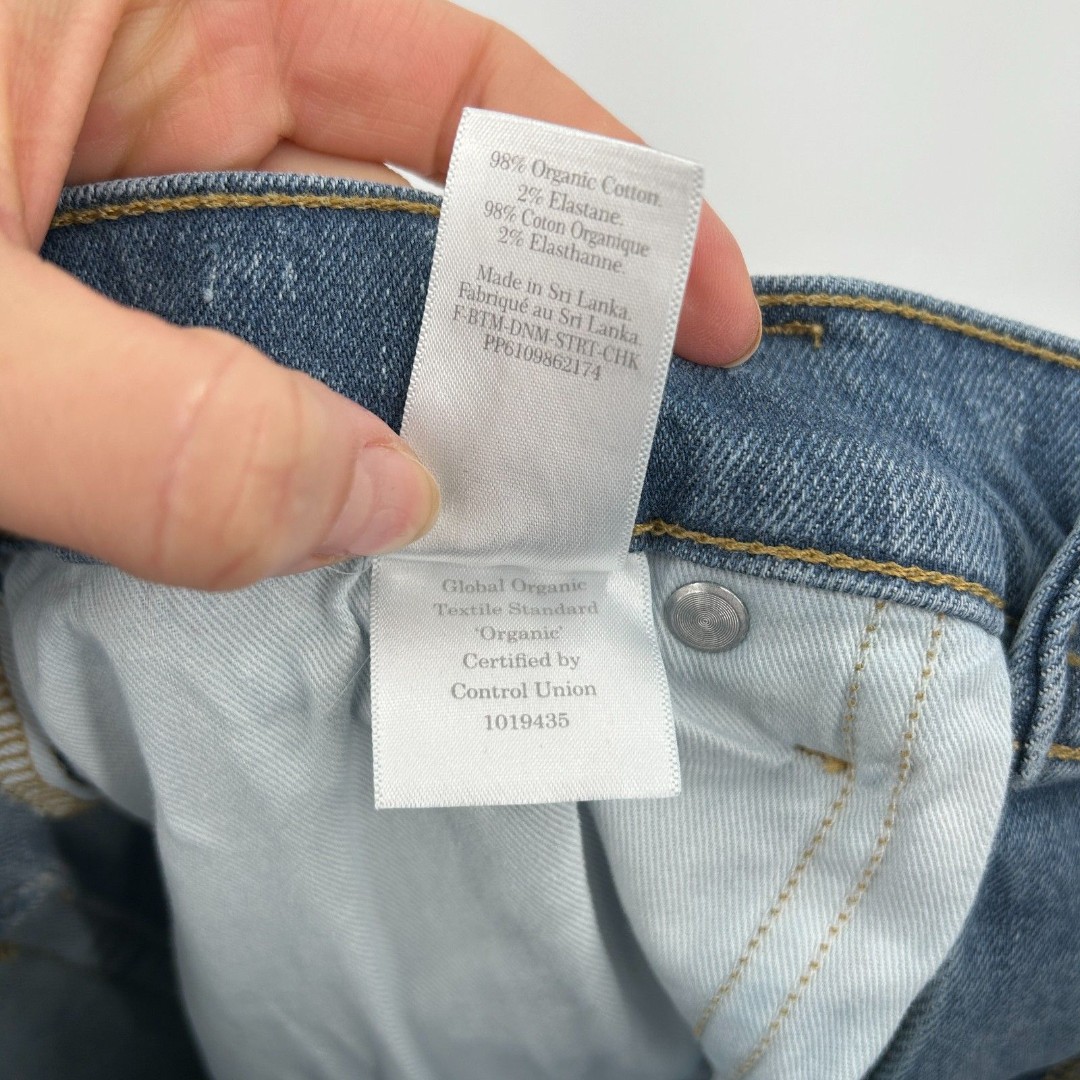 98% Organic Cotton.
2% Elastane.
98% Coton Organique
2% Elasthanne.
Made in Sri Lanka.
Fabriqué au Sri Lanka.
F-BTM-DNM-STRT-CHK
PP6109862174
Global Organic
Textile Standard
'Organic'
Certified by
Control Union
1019435